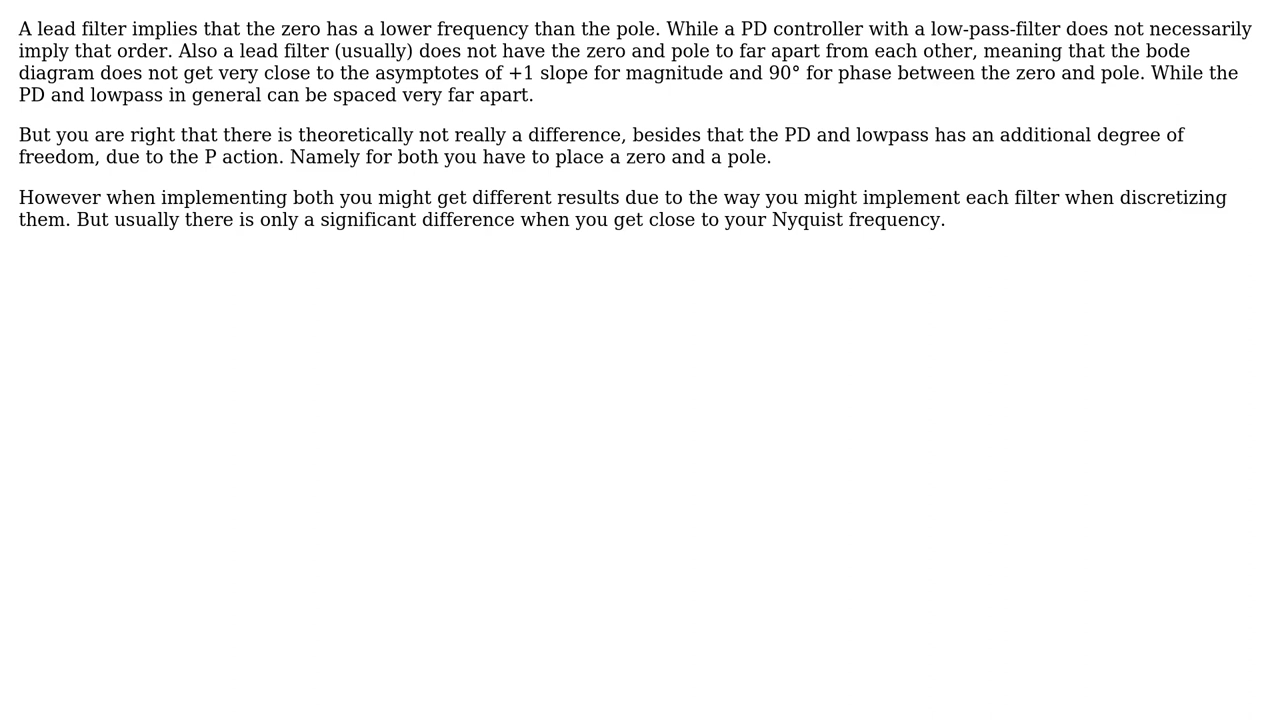 A lead filter implies that the zero has a lower frequency than the pole. While a PD controller with a low-pass-filter does not necessarily
imply that order. Also a lead filter (usually) does not have the zero and pole to far apart from each other, meaning that the bode
diagram does not get very close to the asymptotes of +1 slope for magnitude and 90° for phase between the zero and pole. While the
PD and lowpass in general can be spaced very far apart.
But you are right that there is theoretically not really a difference, besides that the PD and lowpass has an additional degree of
freedom, due to the P action. Namely for both you have to place a zero and a pole.
However when implementing both you might get different results due to the way you might implement each filter when discretizing
them. But usually there is only a significant difference when you get close to your Nyquist frequency.